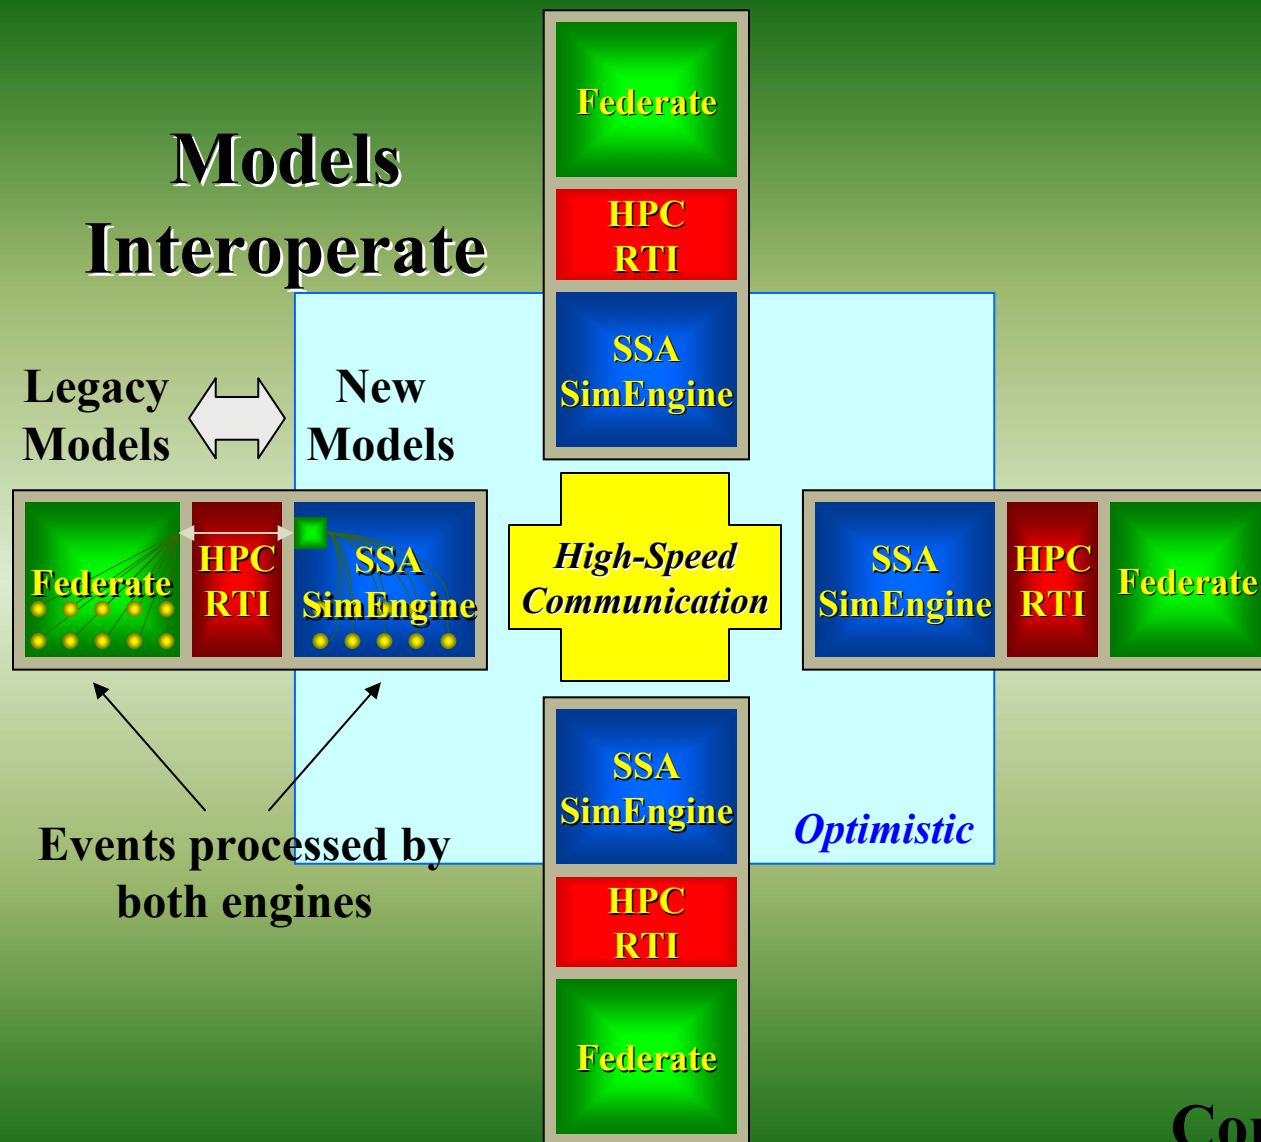 Federate
Models
Interoperate
HPC
RTI
SSA
SimEngine
Legacy
Models
New
Models
Federate
HPC
RTI
SSA
SimEngine
High-Speed
Communication
SSA
SimEngine
HPC
RTI
Federate
SSA
SimEngine
Optimistic
Events processed by
both engines
HPC
RTI
Federate